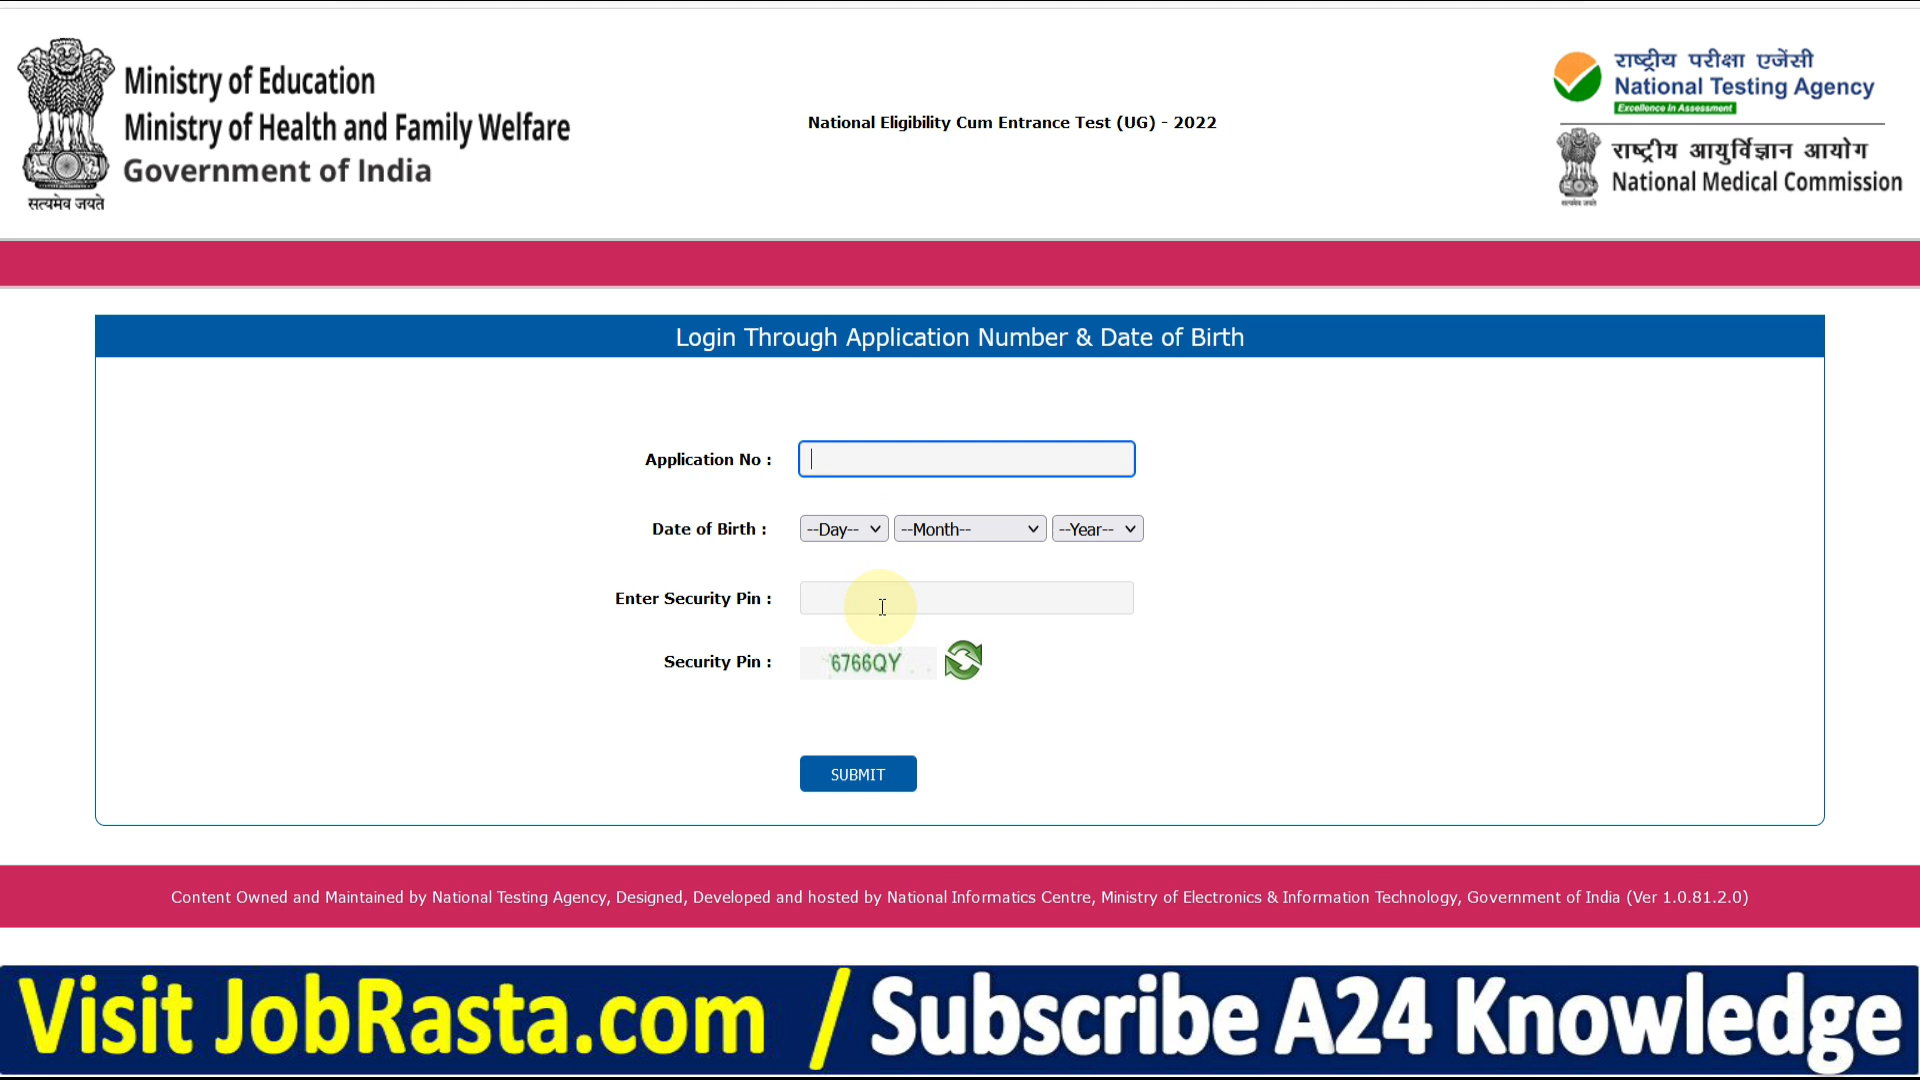 Ministry of Education
Ministry of Health and Family Welfare
Government of India
सत्यमेव जयते
National Eligibility Cum Entrance Test (UG) - 2022
राष्ट्रीय परीक्षा एजेंसी
National Testing Agency
Excellence in Assessment
राष्ट्रीय आयुर्विज्ञान आयोग
National Medical Commission
सत्यमेव जयते
Login Through Application Number & Date of Birth
Application No :
Date of Birth : --Day-- --Month-- --Year--
Enter Security Pin :
Security Pin : 6766QY
SUBMIT
Content Owned and Maintained by National Testing Agency, Designed, Developed and hosted by National Informatics Centre, Ministry of Electronics & Information Technology, Government of India (Ver 1.0.81.2.0)
Visit JobRasta.com / Subscribe A24 Knowledge